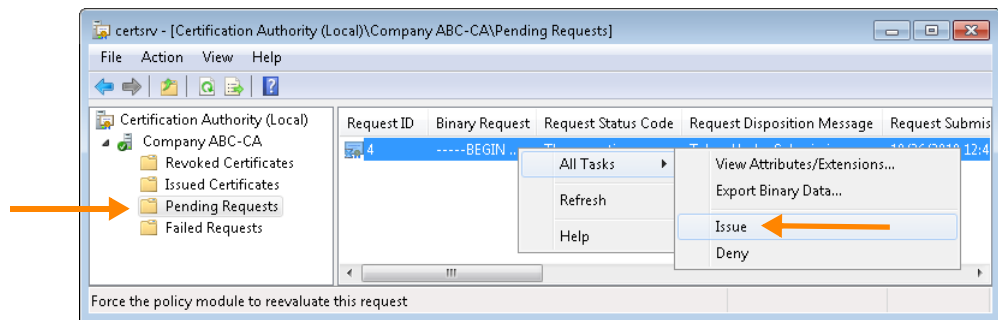 certsrv - [Certification Authority (Local)\Company ABC-CA\Pending Requests]
File Action View Help
Certification Authority (Local)
Company ABC-CA
Revoked Certificates
Issued Certificates
Pending Requests
Failed Requests
Request ID Binary Request Request Status Code Request Disposition Message Request Submis
4 -----BEGIN ...
All Tasks
Refresh
Help
View Attributes/Extensions...
Export Binary Data...
Issue
Deny
Force the policy module to reevaluate this request